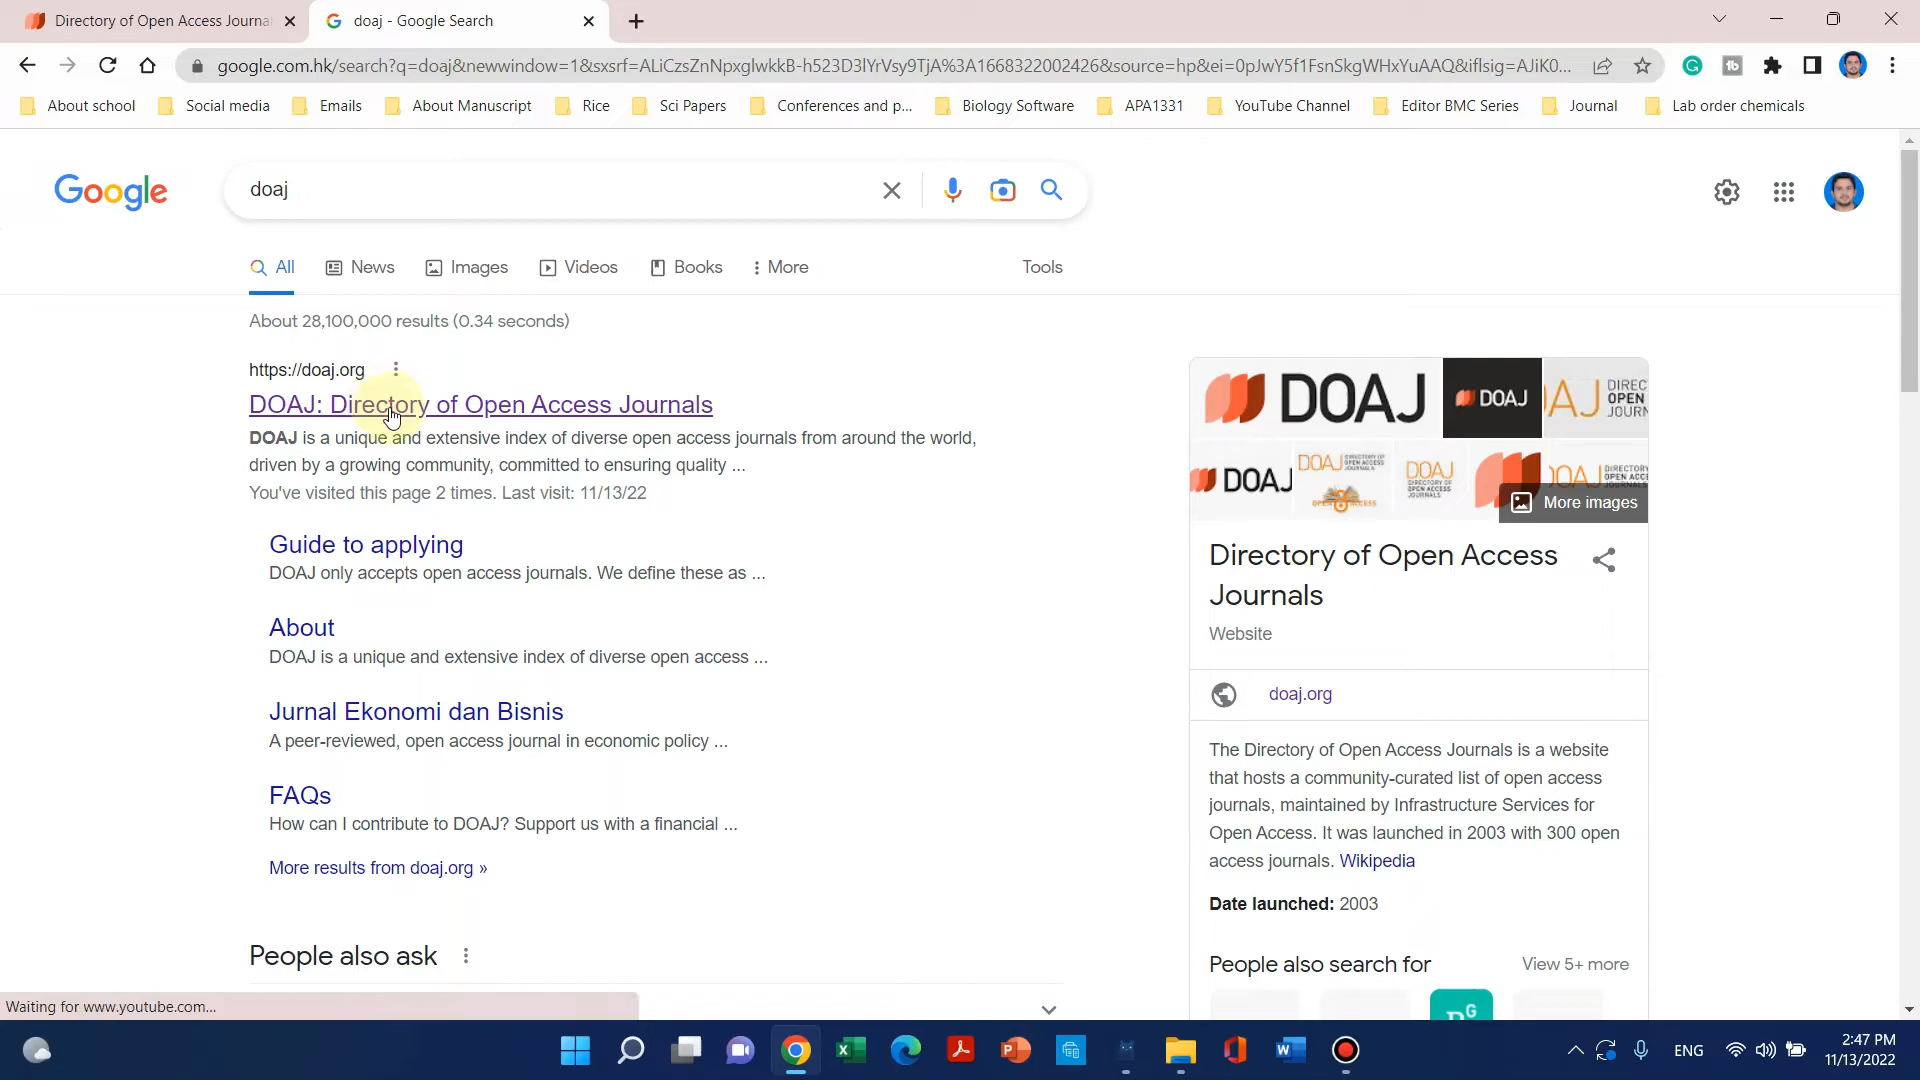 Directory of Open Access Journa
doaj - Google Search
google.com.hk/search?q=doaj&newwindow=1&sxsrf=ALiCzsZnNpxglwkkB-h523D3lYrVsy9TjA%3A1668322002426&source=hp&ei=0pJwY5f1FsnSkgWHxYuAAQ&iflsig=AJiK0...
About school
Social media
Emails
About Manuscript
Rice
Sci Papers
Conferences and p...
Biology Software
APA1331
YouTube Channel
Editor BMC Series
Journal
Lab order chemicals
Google
doaj
All
News
Images
Videos
Books
More
Tools
About 28,100,000 results (0.34 seconds)
https://doaj.org
DOAJ: Directory of Open Access Journals
DOAJ is a unique and extensive index of diverse open access journals from around the world,
driven by a growing community, committed to ensuring quality ...
You've visited this page 2 times. Last visit: 11/13/22
Guide to applying
DOAJ only accepts open access journals. We define these as ...
About
DOAJ is a unique and extensive index of diverse open access ...
Jurnal Ekonomi dan Bisnis
A peer-reviewed, open access journal in economic policy ...
FAQs
How can I contribute to DOAJ? Support us with a financial ...
More results from doaj.org »
People also ask
DOAJ
DOAJ
DOAJ
More images
Directory of Open Access
Journals
Website
doaj.org
The Directory of Open Access Journals is a website
that hosts a community-curated list of open access
journals, maintained by Infrastructure Services for
Open Access. It was launched in 2003 with 300 open
access journals. Wikipedia
Date launched: 2003
People also search for
View 5+ more
Waiting for www.youtube.com...
ENG
2:47 PM
11/13/2022